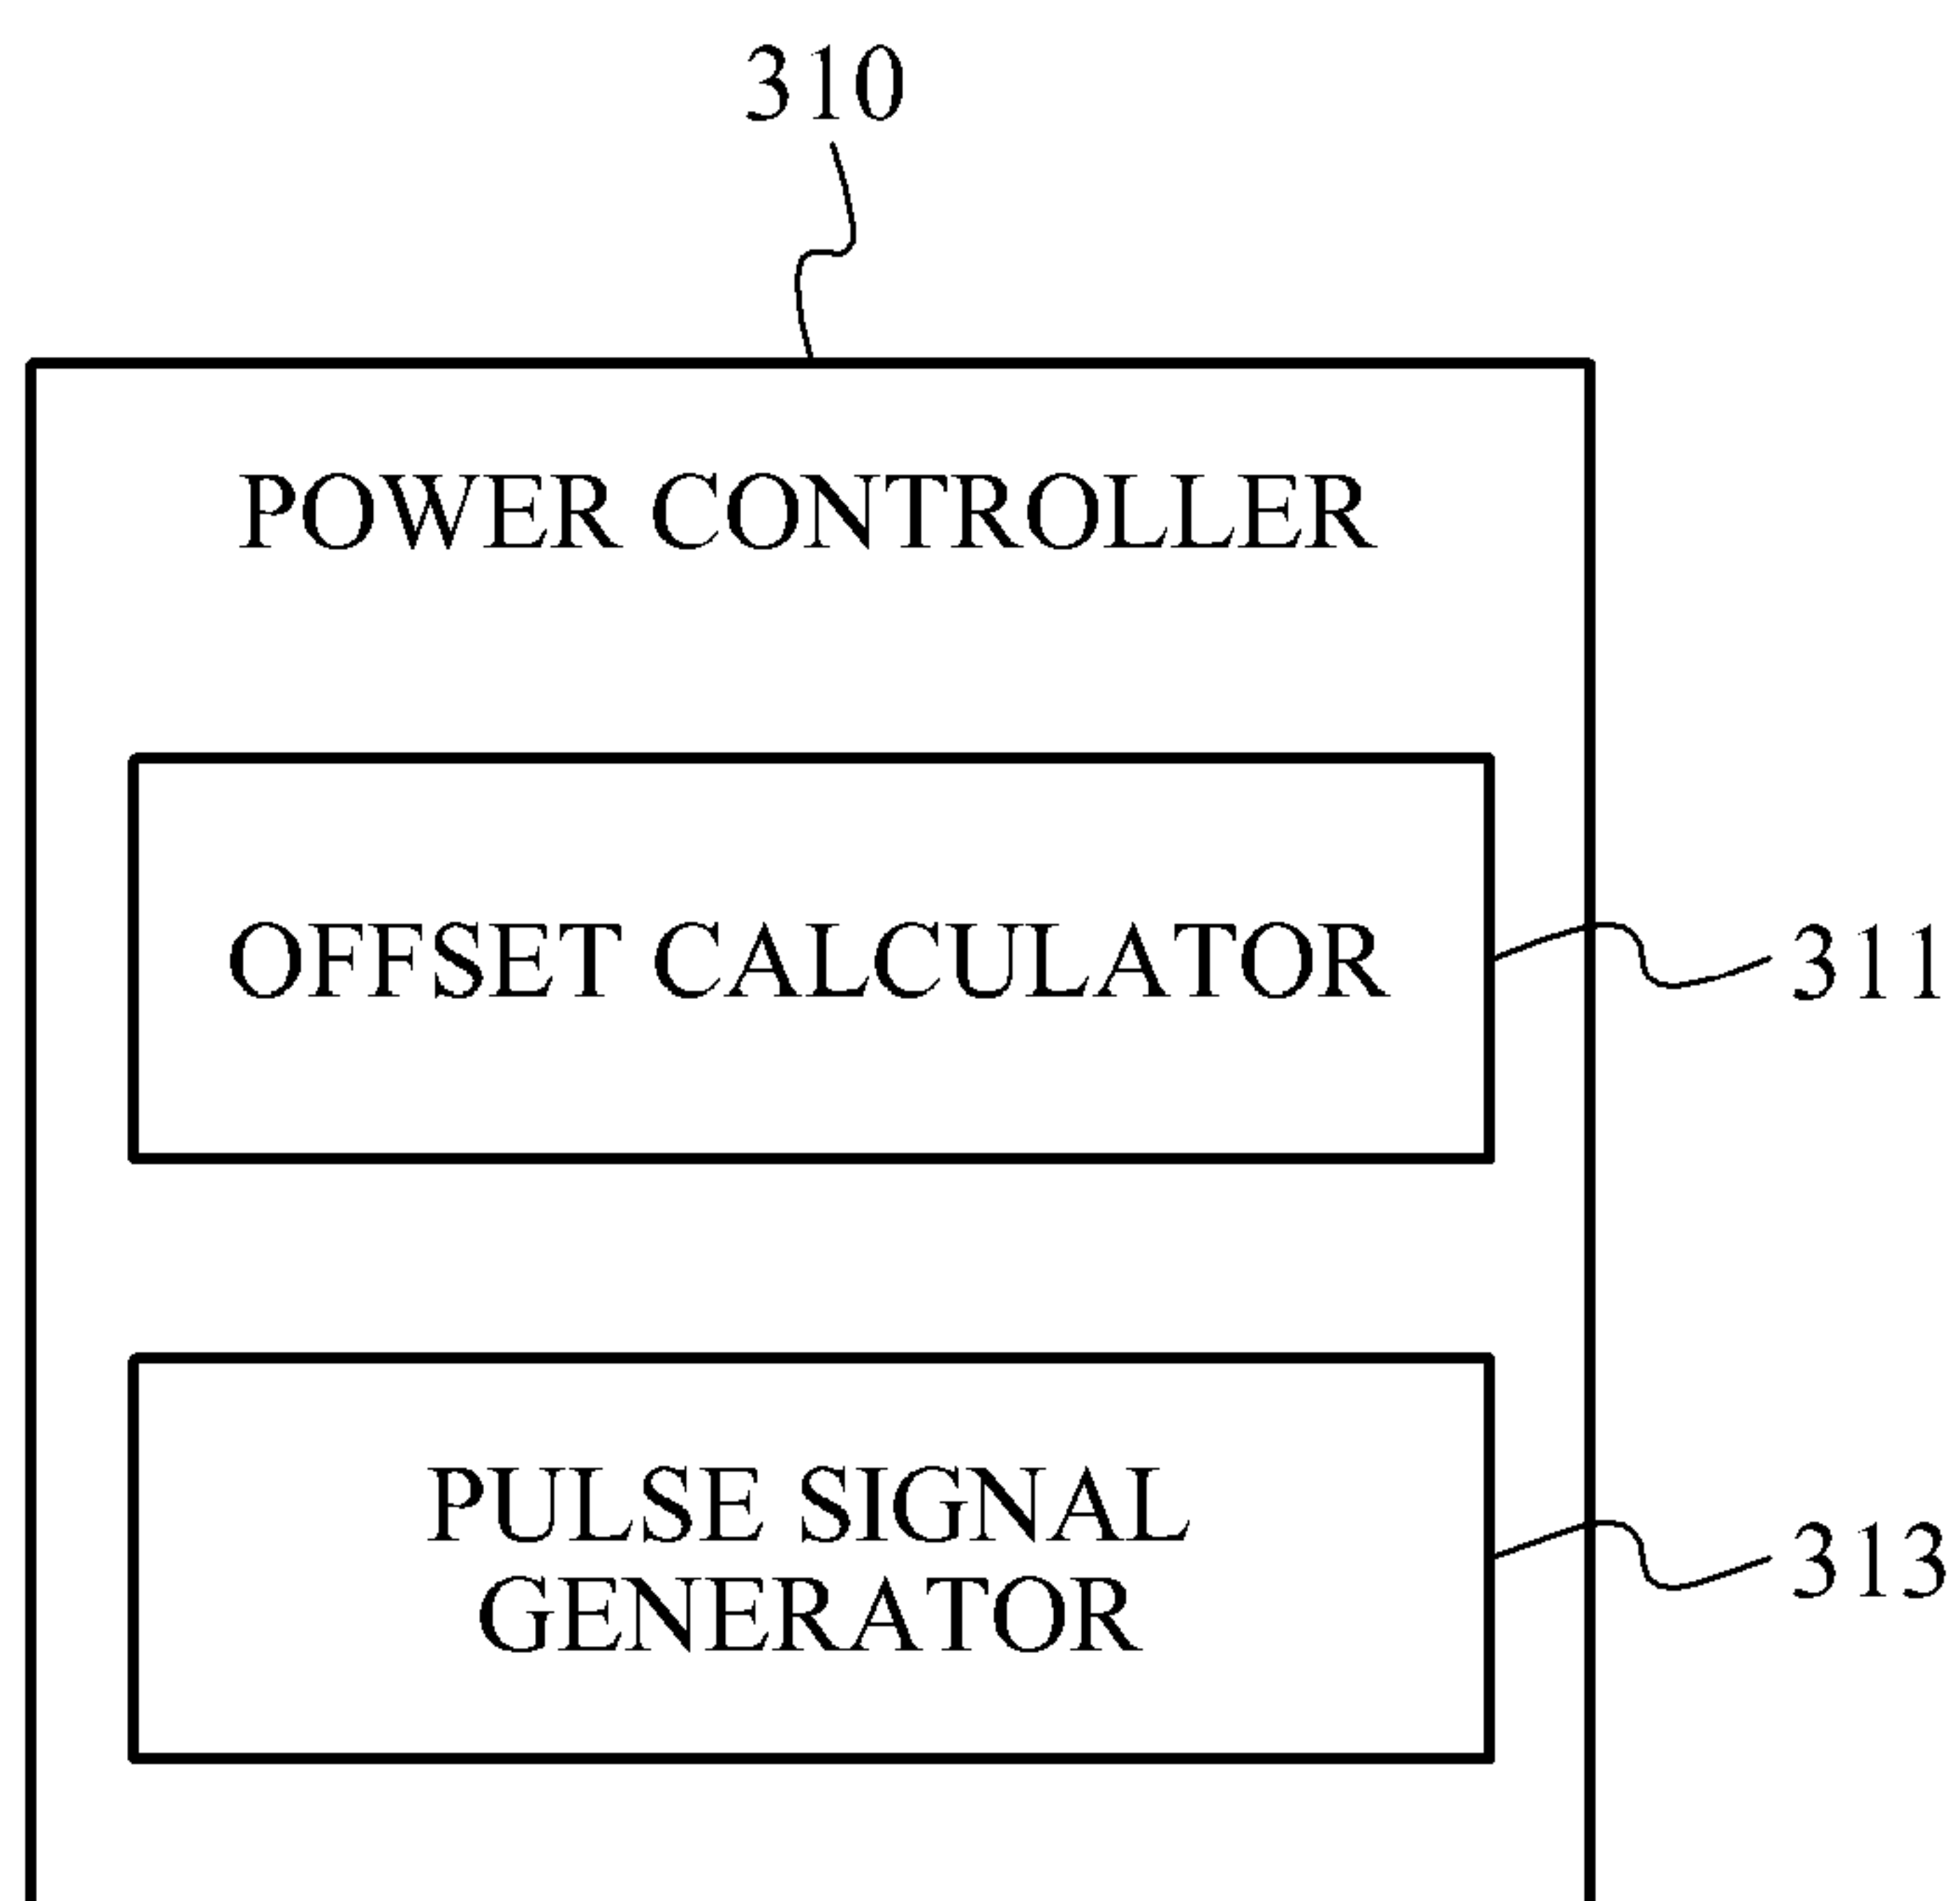 310
POWER CONTROLLER
OFFSET CALCULATOR
311
PULSE SIGNAL
GENERATOR
313